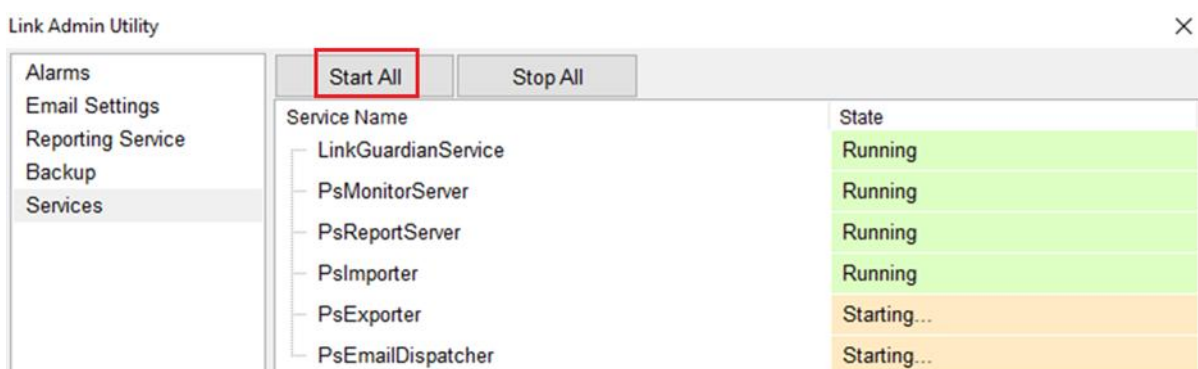 Link Admin Utility
Alarms
Email Settings
Reporting Service
Backup
Services
Start All Stop All
Service Name State
LinkGuardianService Running
PsMonitorServer Running
PsReportServer Running
PsImporter Running
PsExporter Starting...
PsEmailDispatcher Starting...